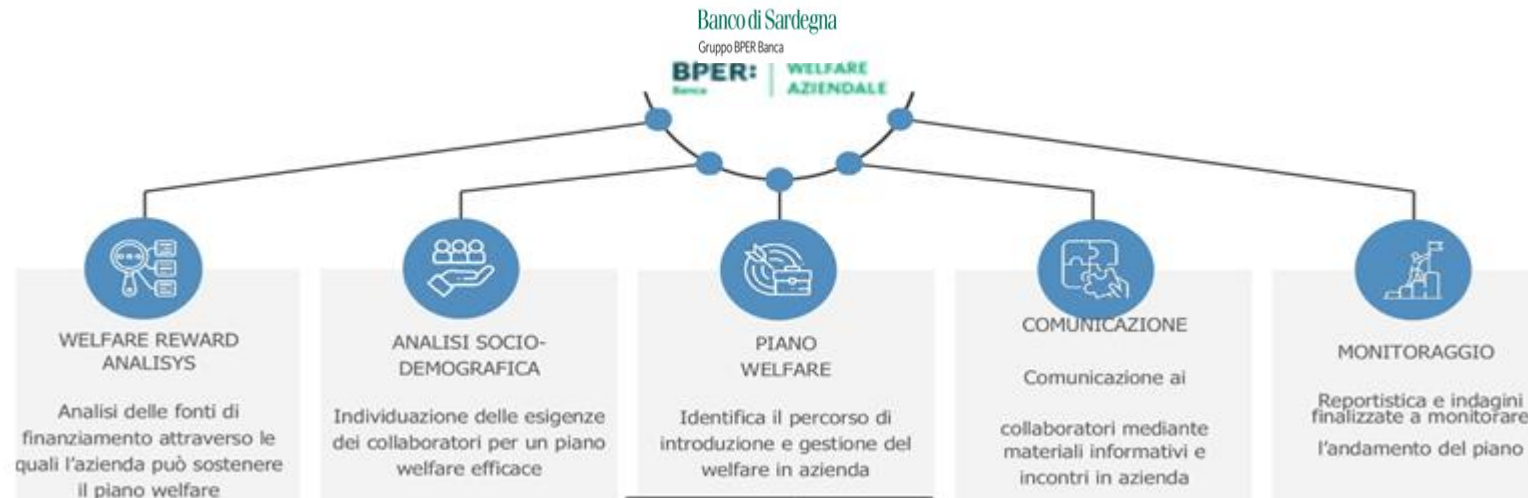 Banco di Sardegna
Gruppo BPER Banca
BPER:
Banca
WELFARE
AZIENDALE
WELFARE REWARD
ANALISYS
Analisi delle fonti di
finanziamento attraverso le
quali l'azienda può sostenere
il piano welfare
ANALISI SOCIO-
DEMOGRAFICA
Individuazione delle esigenze
dei collaboratori per un piano
welfare efficace
PIANO
WELFARE
Identifica il percorso di
introduzione e gestione del
welfare in azienda
COMUNICAZIONE
Comunicazione ai
collaboratori mediante
materiali informativi e
incontri in azienda
MONITORAGGIO
Reportistica e indagini
finalizzate a monitorare
l'andamento del piano